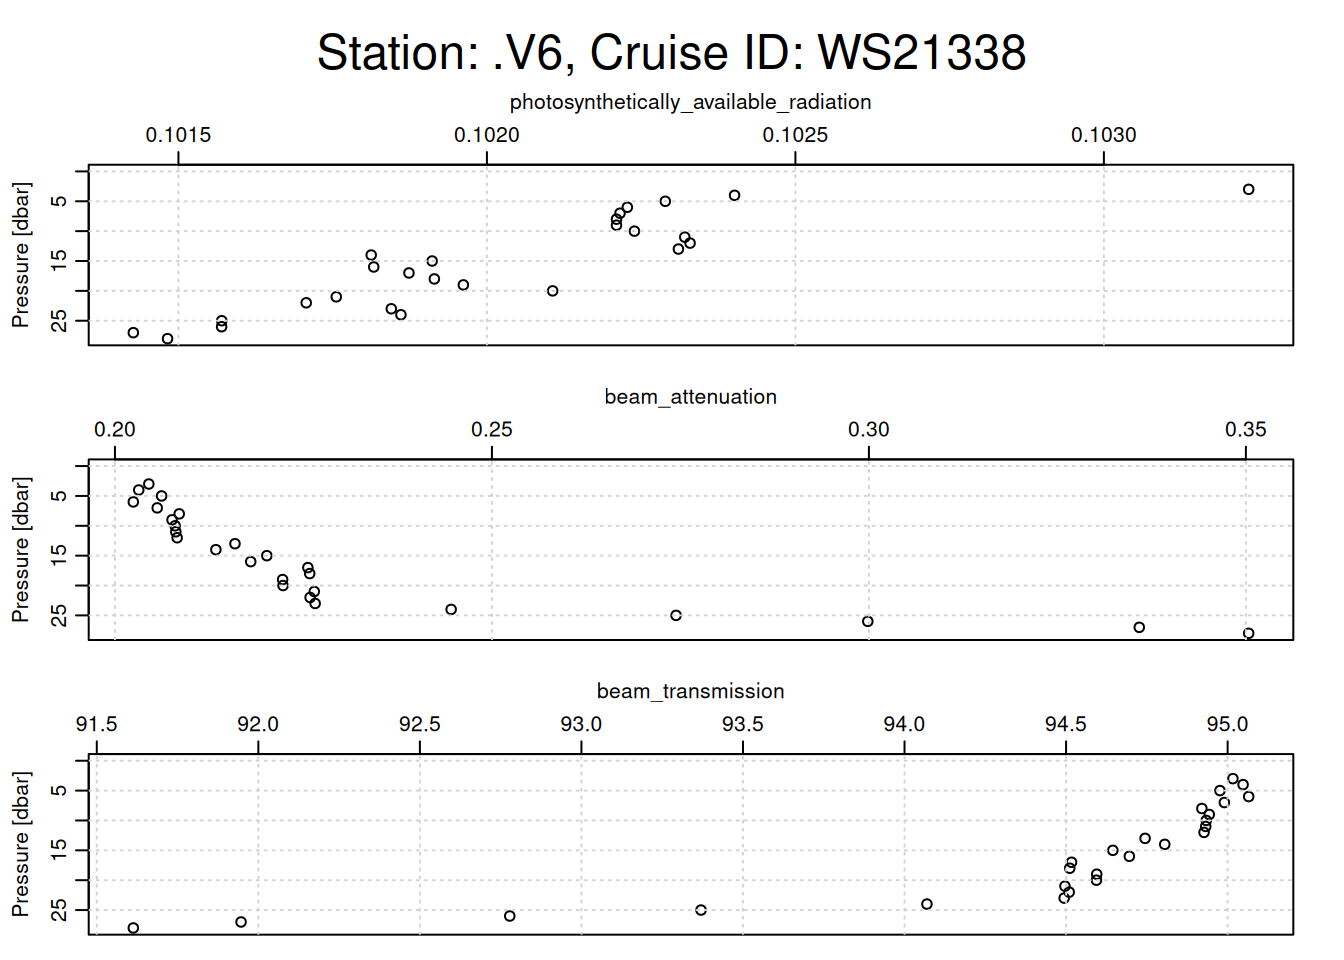 Station: .V6, Cruise ID: WS21338
photosynthetically_available_radiation
0.1015 0.1020 0.1025 0.1030
Pressure [dbar]
5
15
25
beam_attenuation
0.20 0.25 0.30 0.35
Pressure [dbar]
5
15
25
beam_transmission
91.5 92.0 92.5 93.0 93.5 94.0 94.5 95.0
Pressure [dbar]
5
15
25